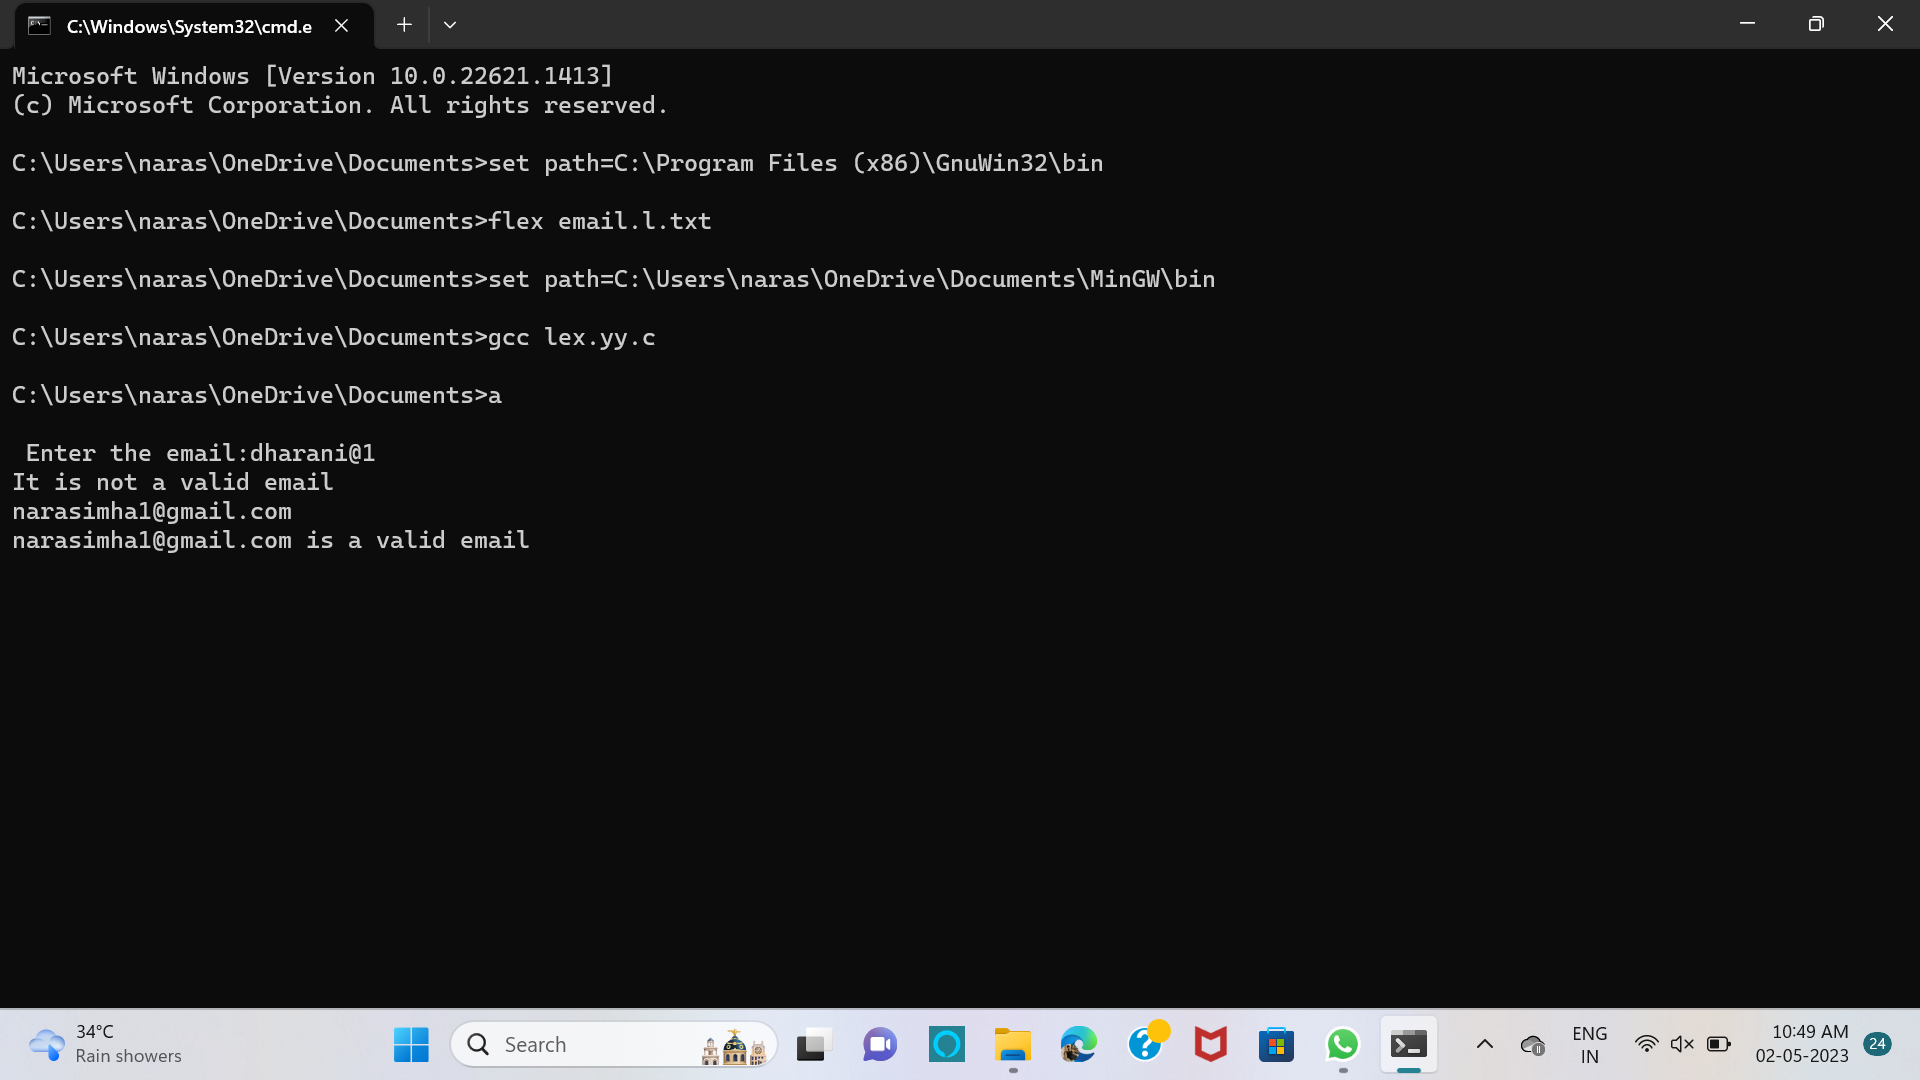 C:\Windows\System32\cmd.e
Microsoft Windows [Version 10.0.22621.1413]
(c) Microsoft Corporation. All rights reserved.
C:\Users\naras\OneDrive\Documents>set path=C:\Program Files (x86)\GnuWin32\bin
C:\Users\naras\OneDrive\Documents>flex email.l.txt
C:\Users\naras\OneDrive\Documents>set path=C:\Users\naras\OneDrive\Documents\MinGW\bin
C:\Users\naras\OneDrive\Documents>gcc lex.yy.c
C:\Users\naras\OneDrive\Documents>a
Enter the email:dharani@1
It is not a valid email
narasimha1@gmail.com
narasimha1@gmail.com is a valid email
34°C
Rain showers
Search
ENG
IN
10:49 AM
02-05-2023
24